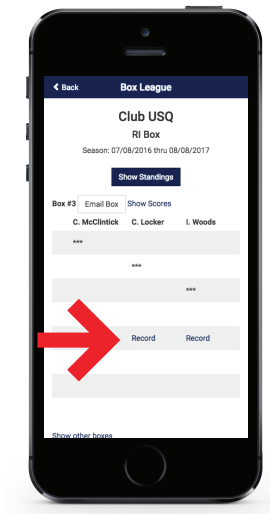 Back Box League
Club USQ
RI Box
Season: 07/08/2016 thru 08/08/2017
Show Standings
Box #3 Email Box Show Scores
C. McClintick C. Locker I. Woods
***
***
***
Record Record
Show other boxes